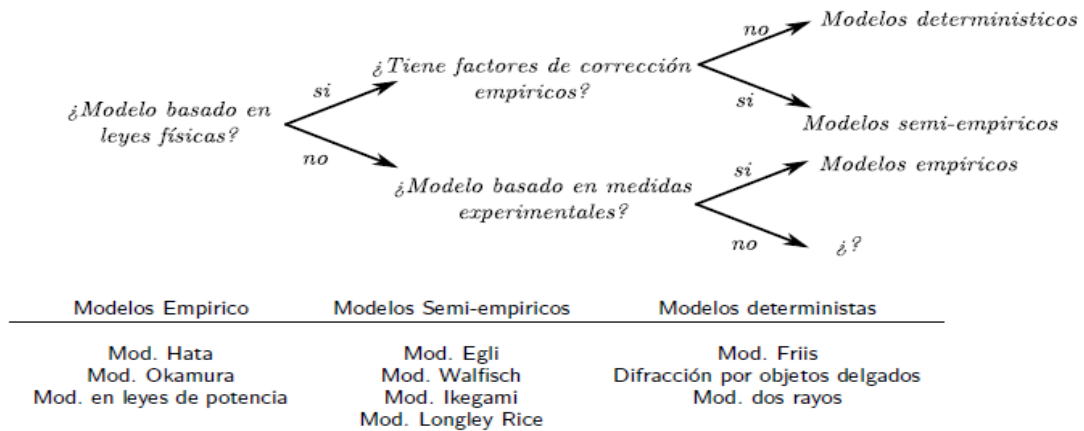 no
Modelos deterministicos
¿Tiene factores de corrección
empiricos?
si
si
¿Modelo basado en
leyes físicas?
Modelos semi-empiricos
no
Modelos empíricos
si
¿Modelo basado en medidas
experimentales?
no
¿?
Modelos Empirico Modelos Semi-empiricos Modelos deterministas
Mod. Hata Mod. Egli Mod. Friis
Mod. Okamura Mod. Walfisch Difracción por objetos delgados
Mod. en leyes de potencia Mod. Ikegami Mod. dos rayos
Mod. Longley Rice